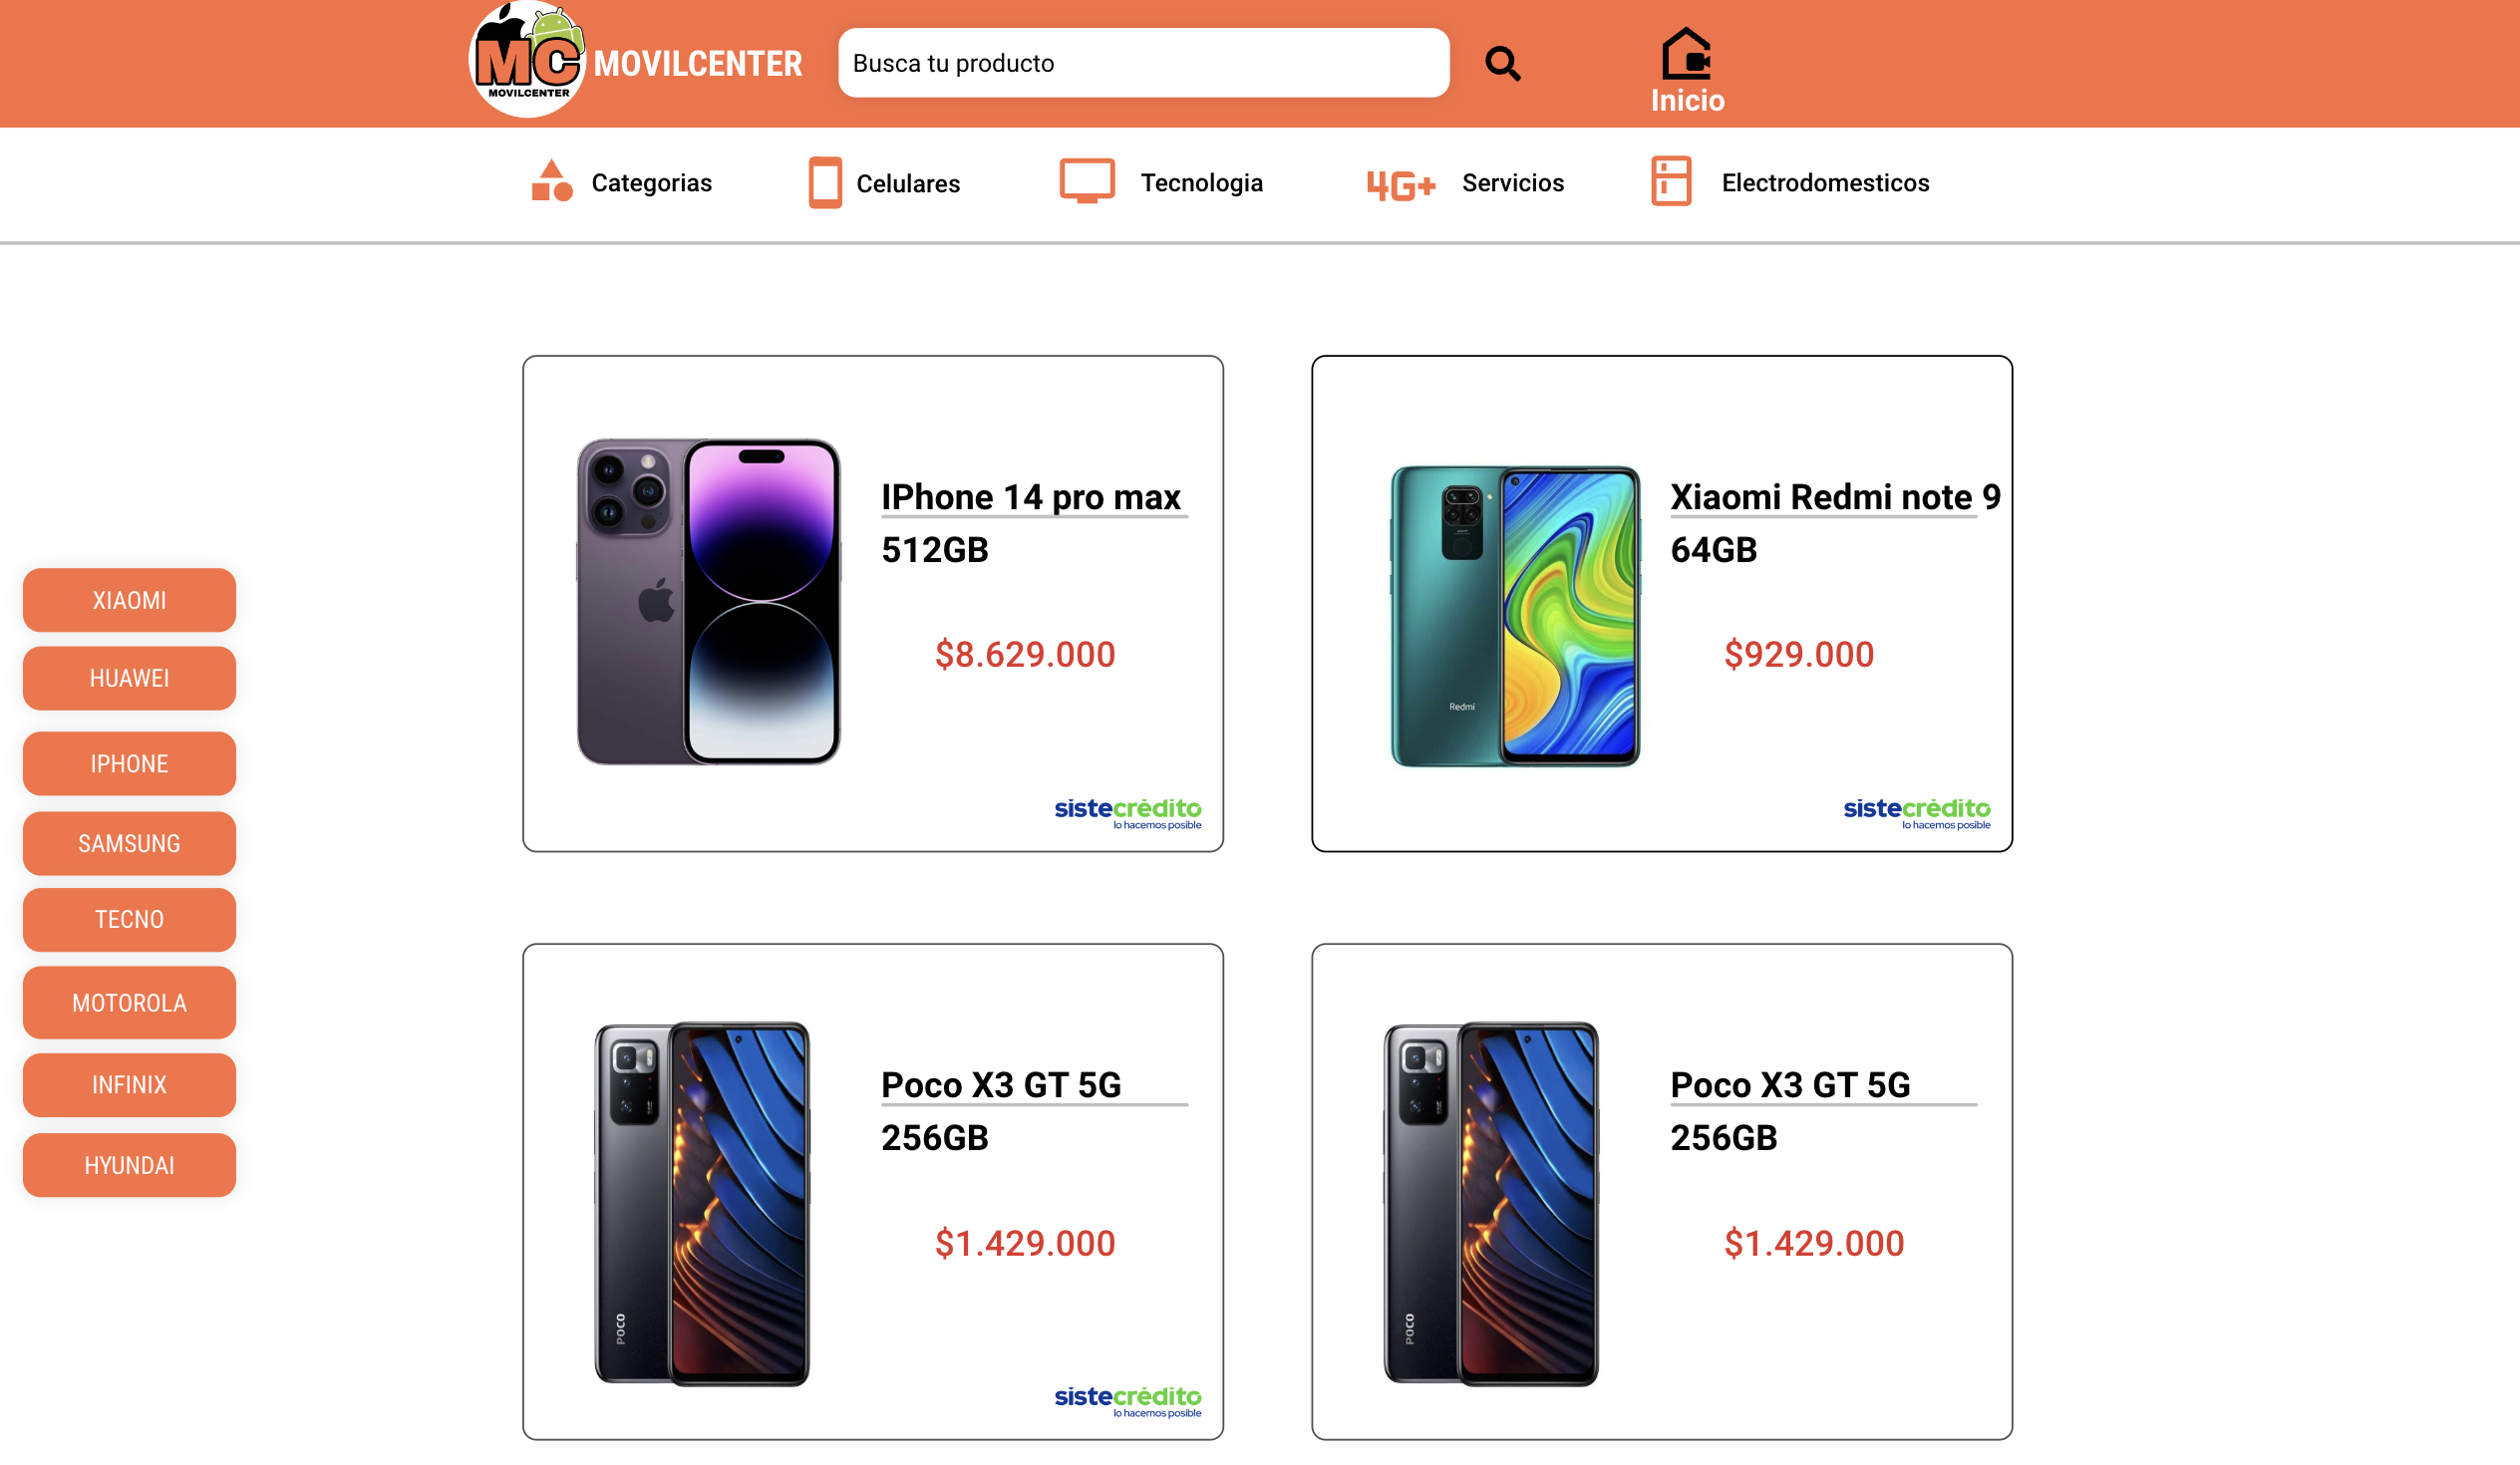 MC
MOVILCENTER
MOVILCENTER
Busca tu producto
Inicio
Categorias
Celulares
Tecnologia
4G+
Servicios
Electrodomesticos
XIAOMI
HUAWEI
IPHONE
SAMSUNG
TECNO
MOTOROLA
INFINIX
HYUNDAI
IPhone 14 pro max
512GB
$8.629.000
sistecrédito
lo hacemos posible
Redmi
Xiaomi Redmi note 9
64GB
$929.000
sistecrédito
lo hacemos posible
POCO
Poco X3 GT 5G
256GB
$1.429.000
sistecrédito
lo hacemos posible
POCO
Poco X3 GT 5G
256GB
$1.429.000